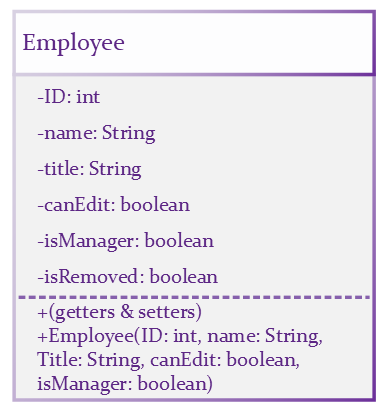 Employee
-ID: int
-name: String
-title: String
-canEdit: boolean
-isManager: boolean
-isRemoved: boolean
+(getters & setters)
+Employee(ID: int, name: String,
Title: String, canEdit: boolean,
isManager: boolean)